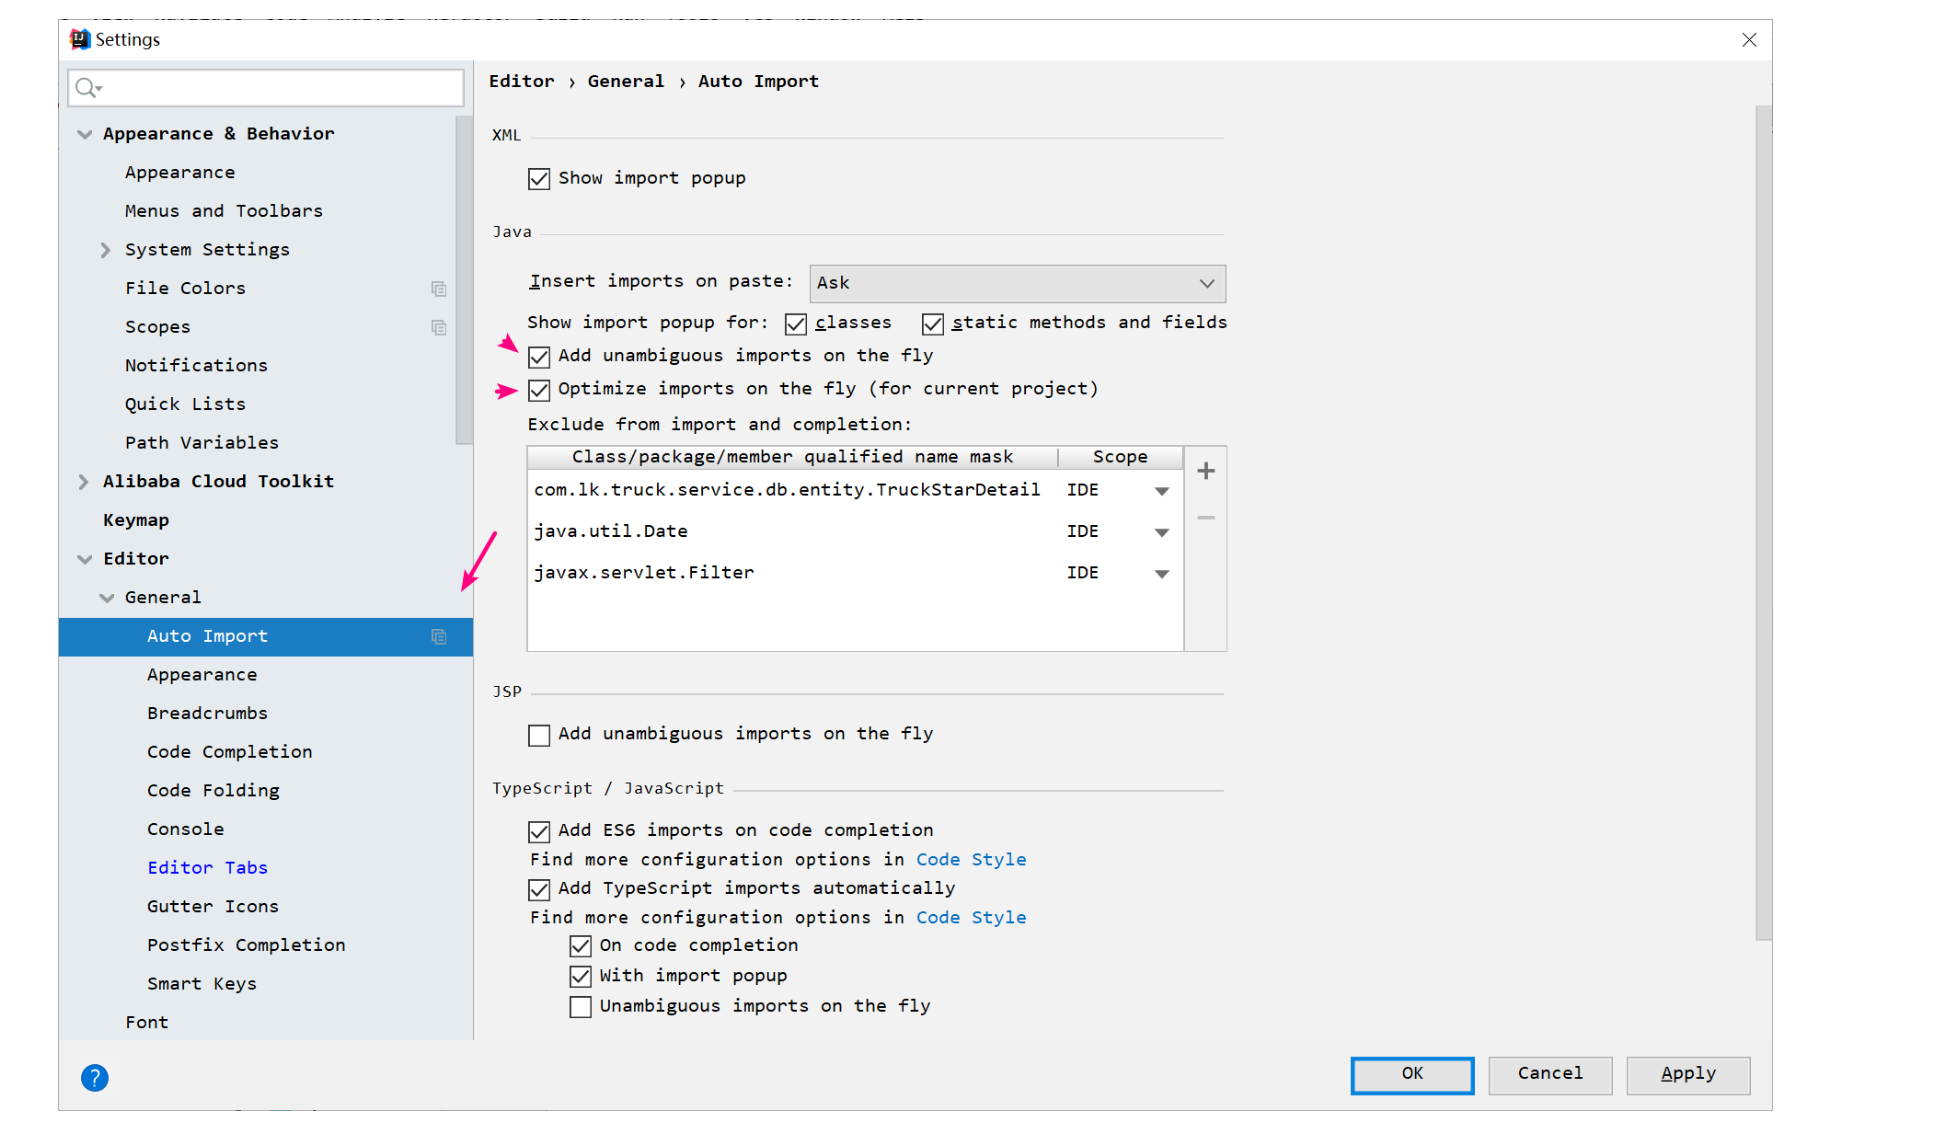 Settings
Editor › General › Auto Import
Appearance & Behavior
Appearance
Menus and Toolbars
System Settings
File Colors
Scopes
Notifications
Quick Lists
Path Variables
Alibaba Cloud Toolkit
Keymap
Editor
General
Auto Import
Appearance
Breadcrumbs
Code Completion
Code Folding
Console
Editor Tabs
Gutter Icons
Postfix Completion
Smart Keys
Font
XML
Show import popup
Java
Insert imports on paste: Ask
Show import popup for: classes static methods and fields
Add unambiguous imports on the fly
Optimize imports on the fly (for current project)
Exclude from import and completion:
Class/package/member qualified name mask Scope
com.lk.truck.service.db.entity.TruckStarDetail IDE
java.util.Date IDE
javax.servlet.Filter IDE
JSP
Add unambiguous imports on the fly
TypeScript / JavaScript
Add ES6 imports on code completion
Find more configuration options in Code Style
Add TypeScript imports automatically
Find more configuration options in Code Style
On code completion
With import popup
Unambiguous imports on the fly
?
OK Cancel Apply